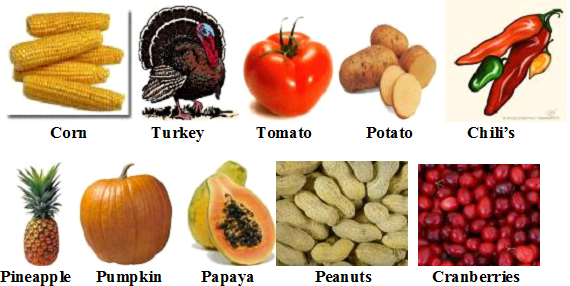 Corn Turkey Tomato Potato Chili's
Pineapple Pumpkin Papaya Peanuts Cranberries